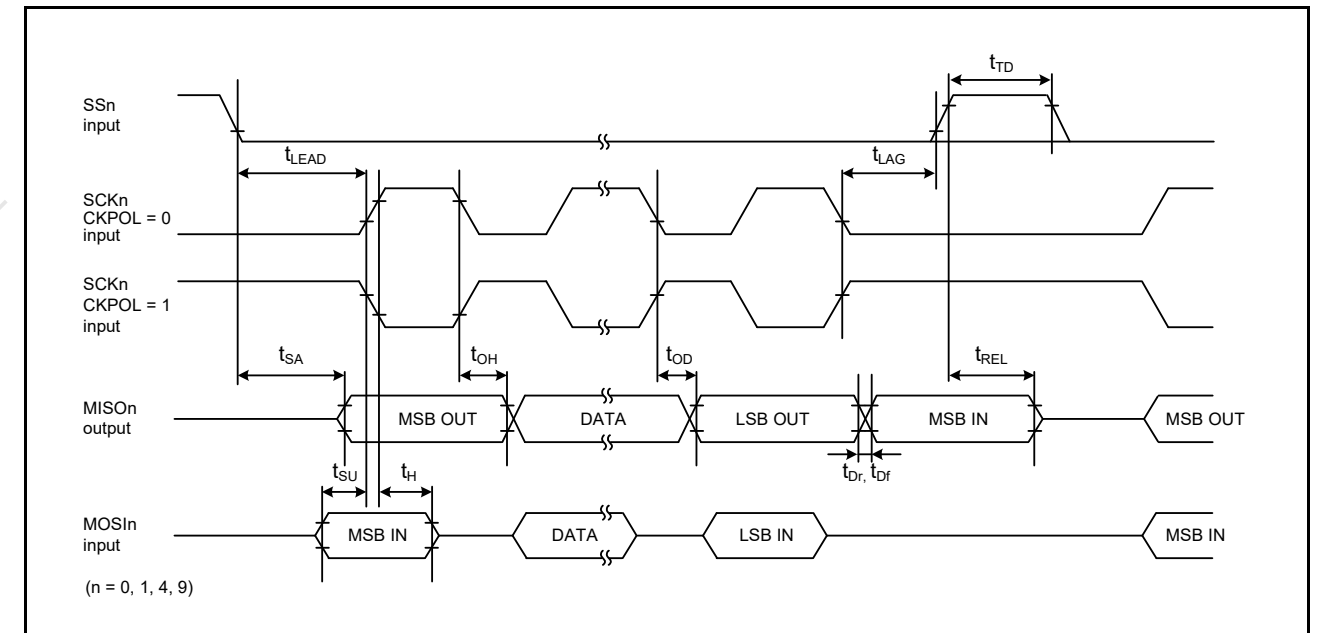 tTD
SSn
input
tLEAD
tLAG
SCKn
CKPOL = 0
input
SCKn
CKPOL = 1
input
tSA
tOH
tOD
tREL
MISOn
output
MSB OUT
DATA
LSB OUT
MSB IN
MSB OUT
tSU
tH
tDr, tDf
MOSIn
input
MSB IN
DATA
LSB IN
MSB IN
(n = 0, 1, 4, 9)